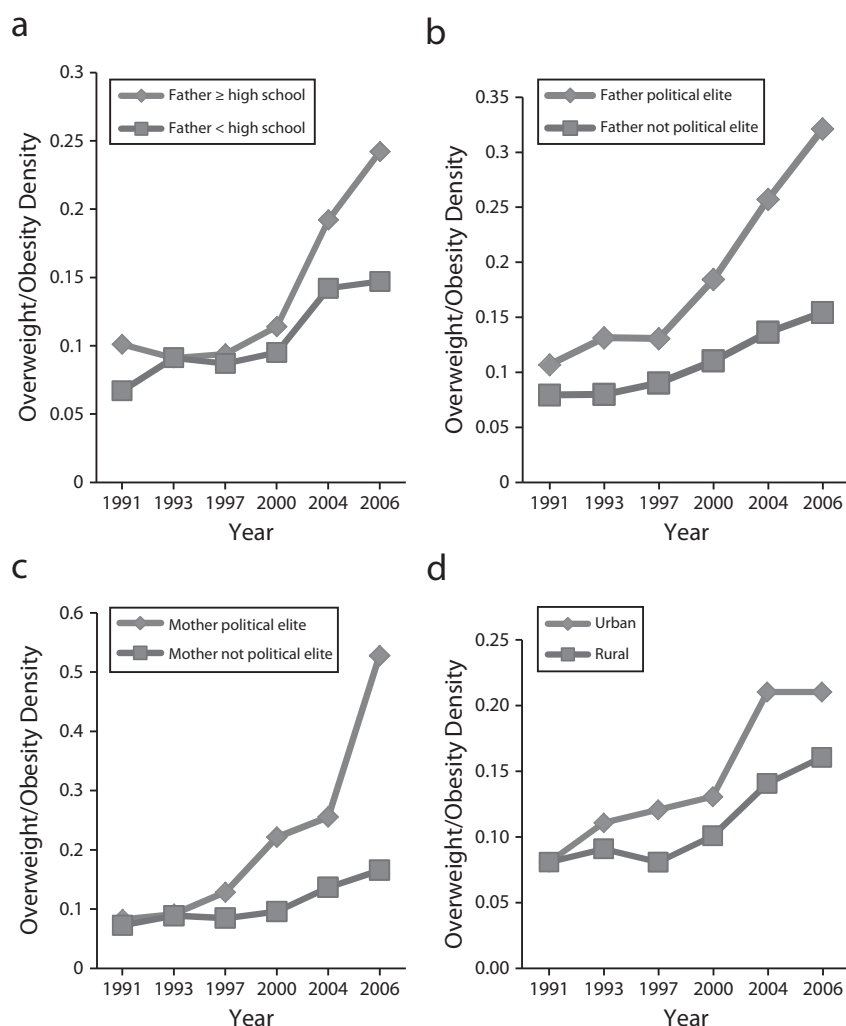 a
0.3
0.25
0.2
0.15
0.1
0.05
0
Overweight/Obesity Density
Father ≥ high school
Father < high school
1991 1993 1997 2000 2004 2006
Year
b
0.35
0.3
0.25
0.2
0.15
0.1
0.05
0
Overweight/Obesity Density
Father political elite
Father not political elite
1991 1993 1997 2000 2004 2006
Year
c
0.6
0.5
0.4
0.3
0.2
0.1
0
Overweight/Obesity Density
Mother political elite
Mother not political elite
1991 1993 1997 2000 2004 2006
Year
d
0.25
0.20
0.15
0.10
0.05
0.00
Overweight/Obesity Density
Urban
Rural
1991 1993 1997 2000 2004 2006
Year